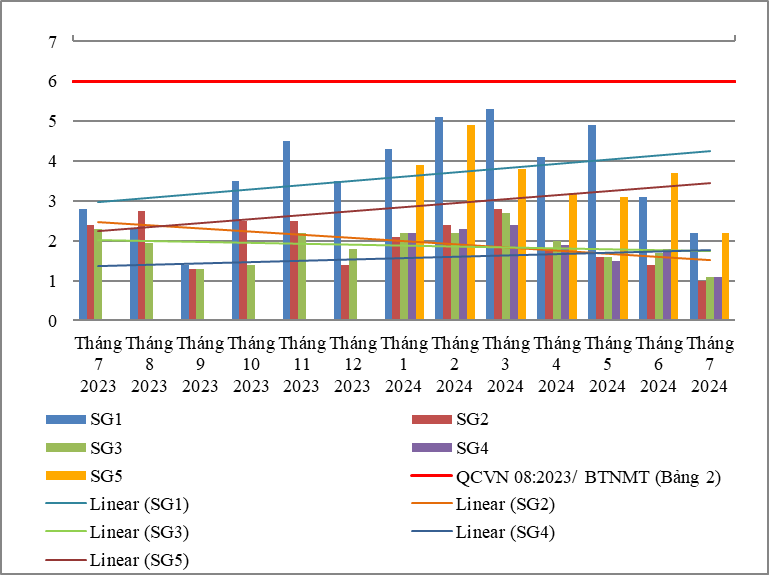 7
6
5
4
3
2
1
0
Tháng Tháng Tháng Tháng Tháng Tháng Tháng Tháng Tháng Tháng Tháng Tháng Tháng
7 8 9 10 11 12 1 2 3 4 5 6 7
2023 2023 2023 2023 2023 2023 2024 2024 2024 2024 2024 2024 2024
SG1 SG2
SG3 SG4
SG5 QCVN 08:2023/ BTNMT (Bảng 2)
Linear (SG1) Linear (SG2)
Linear (SG3) Linear (SG4)
Linear (SG5)